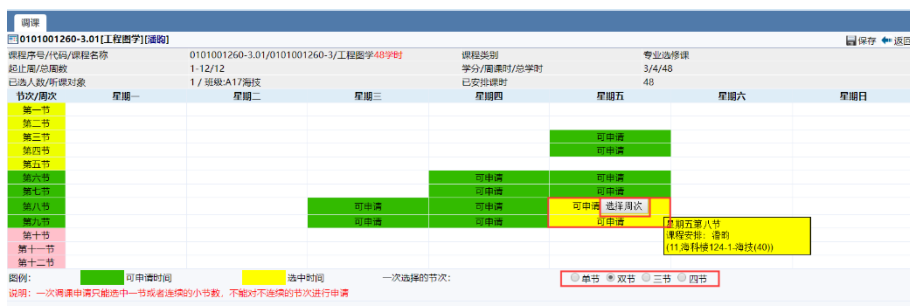 调课
0101001260-3.01[工程图学][潘昀]
保存 返回
课程序号/代码/课程名称 0101001260-3.01/0101001260-3/工程图学48学时 课程类别 专业选修课
起止周/总周数 1-12/12 学分/周课时/总学时 3/4/48
已选人数/听课对象 1 / 班级:A17海技 已安排课时 48
节次/周次 星期一 星期二 星期三 星期四 星期五 星期六 星期日
第一节
第二节
第三节 可申请
第四节 可申请
第五节
第六节 可申请 可申请
第七节 可申请 可申请
第八节 可申请 可申请 可申请 选择周次
第九节 可申请 可申请 可申请
星期五第八节
第十节 课程安排: 潘昀
第十一节 (11,海科楼124-1-海技(40))
第十二节
图例: 可申请时间 选中时间 一次选择的节次: 单节 双节 三节 四节
说明: 一次调课申请只能选中一节或者连续的小节数, 不能对不连续的节次进行申请